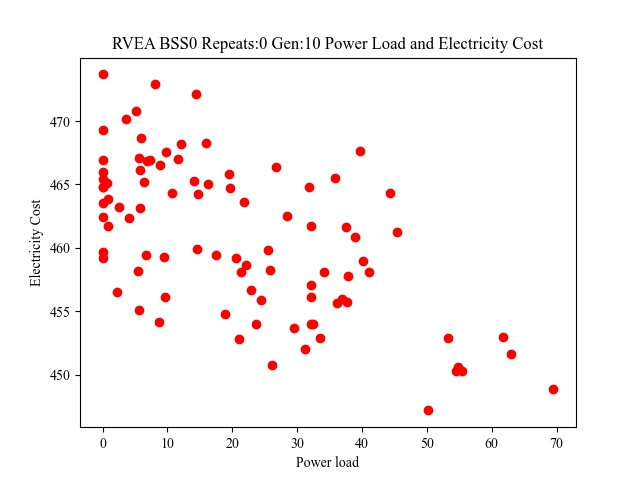 RVEA BSS0 Repeats:0 Gen:10 Power Load and Electricity Cost
Electricity Cost
470
465
460
455
450
0 10 20 30 40 50 60 70
Power load